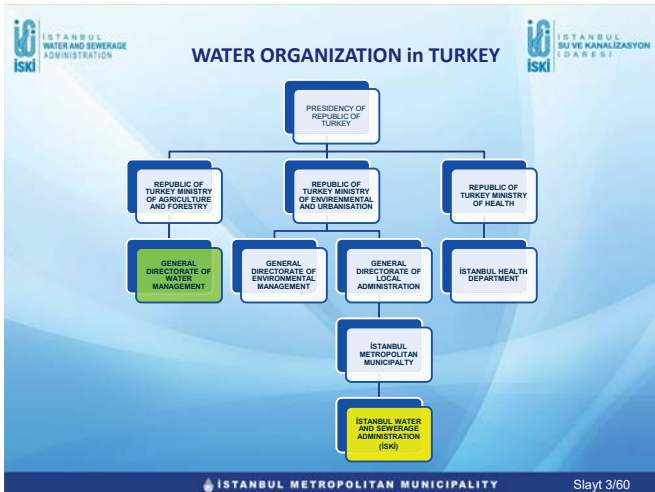 İSTANBUL
WATER AND SEWERAGE
ADMINISTRATION
İSKİ
WATER ORGANIZATION in TURKEY
İSTANBUL
SU VE KANALİZASYON
İDARESİ
İSKİ
PRESIDENCY OF
REPUBLIC OF
TURKEY
REPUBLIC OF
TURKEY MINISTRY
OF AGRICULTURE
AND FORESTRY
REPUBLIC OF
TURKEY MINISTRY
OF ENVIRENMENTAL
AND URBANISATION
REPUBLIC OF
TURKEY MINISTRY
OF HEALTH
GENERAL
DIRECTORATE OF
WATER
MANAGEMENT
GENERAL
DIRECTORATE OF
ENVIRONMENTAL
MANAGEMENT
GENERAL
DIRECTORATE OF
LOCAL
ADMINISTRATION
İSTANBUL HEALTH
DEPARTMENT
İSTANBUL
METROPOLITAN
MUNICIPALTY
İSTANBUL WATER
AND SEWERAGE
ADMINISTRATION
(İSKİ)
İSTANBUL METROPOLITAN MUNICIPALITY
Slayt 3/60